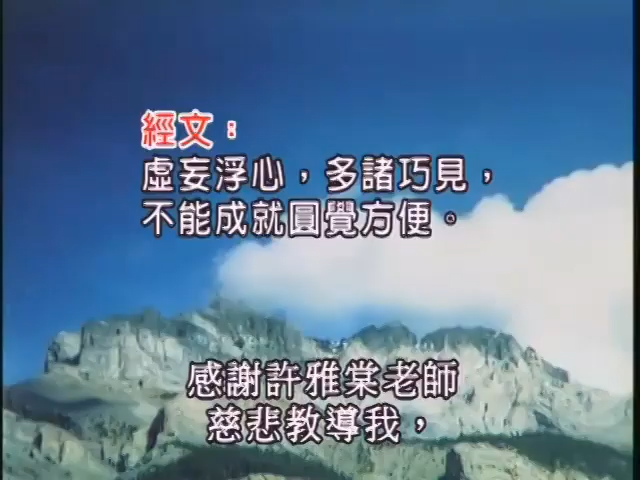 經文：
虛妄浮心，多諸巧見，
不能成就圓覺方便。
感謝許雅棠老師
慈悲教導我，